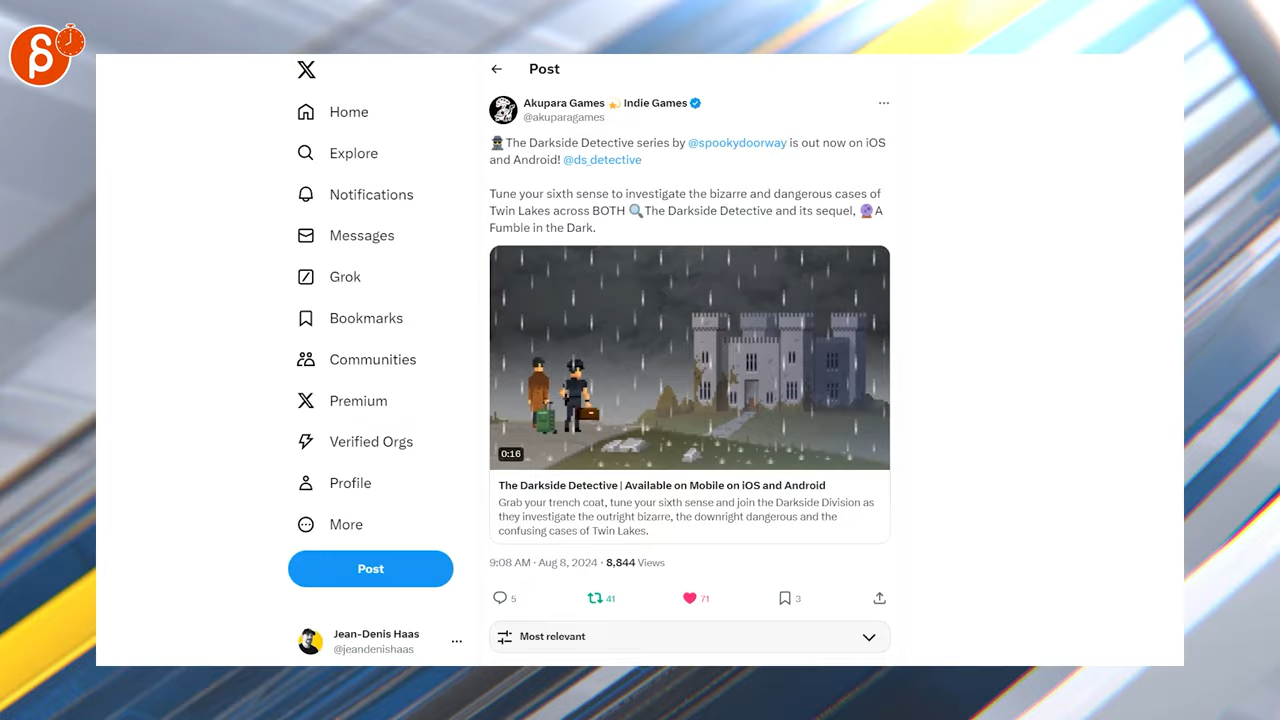 Post
Home
Explore
Notifications
Messages
Grok
Bookmarks
Communities
Premium
Verified Orgs
Profile
More
Post
Jean-Denis Haas
@jeandenishaas
Akupara Games 💫 Indie Games
@akuparagames
🕵️The Darkside Detective series by @spookydoorway is out now on iOS
and Android! @ds_detective
Tune your sixth sense to investigate the bizarre and dangerous cases of
Twin Lakes across BOTH 🔍The Darkside Detective and its sequel, 🔮A
Fumble in the Dark.
0:16
The Darkside Detective | Available on Mobile on iOS and Android
Grab your trench coat, tune your sixth sense and join the Darkside Division as
they investigate the outright bizarre, the downright dangerous and the
confusing cases of Twin Lakes.
9:08 AM · Aug 8, 2024 · 8,844 Views
5 41 71 3
Most relevant